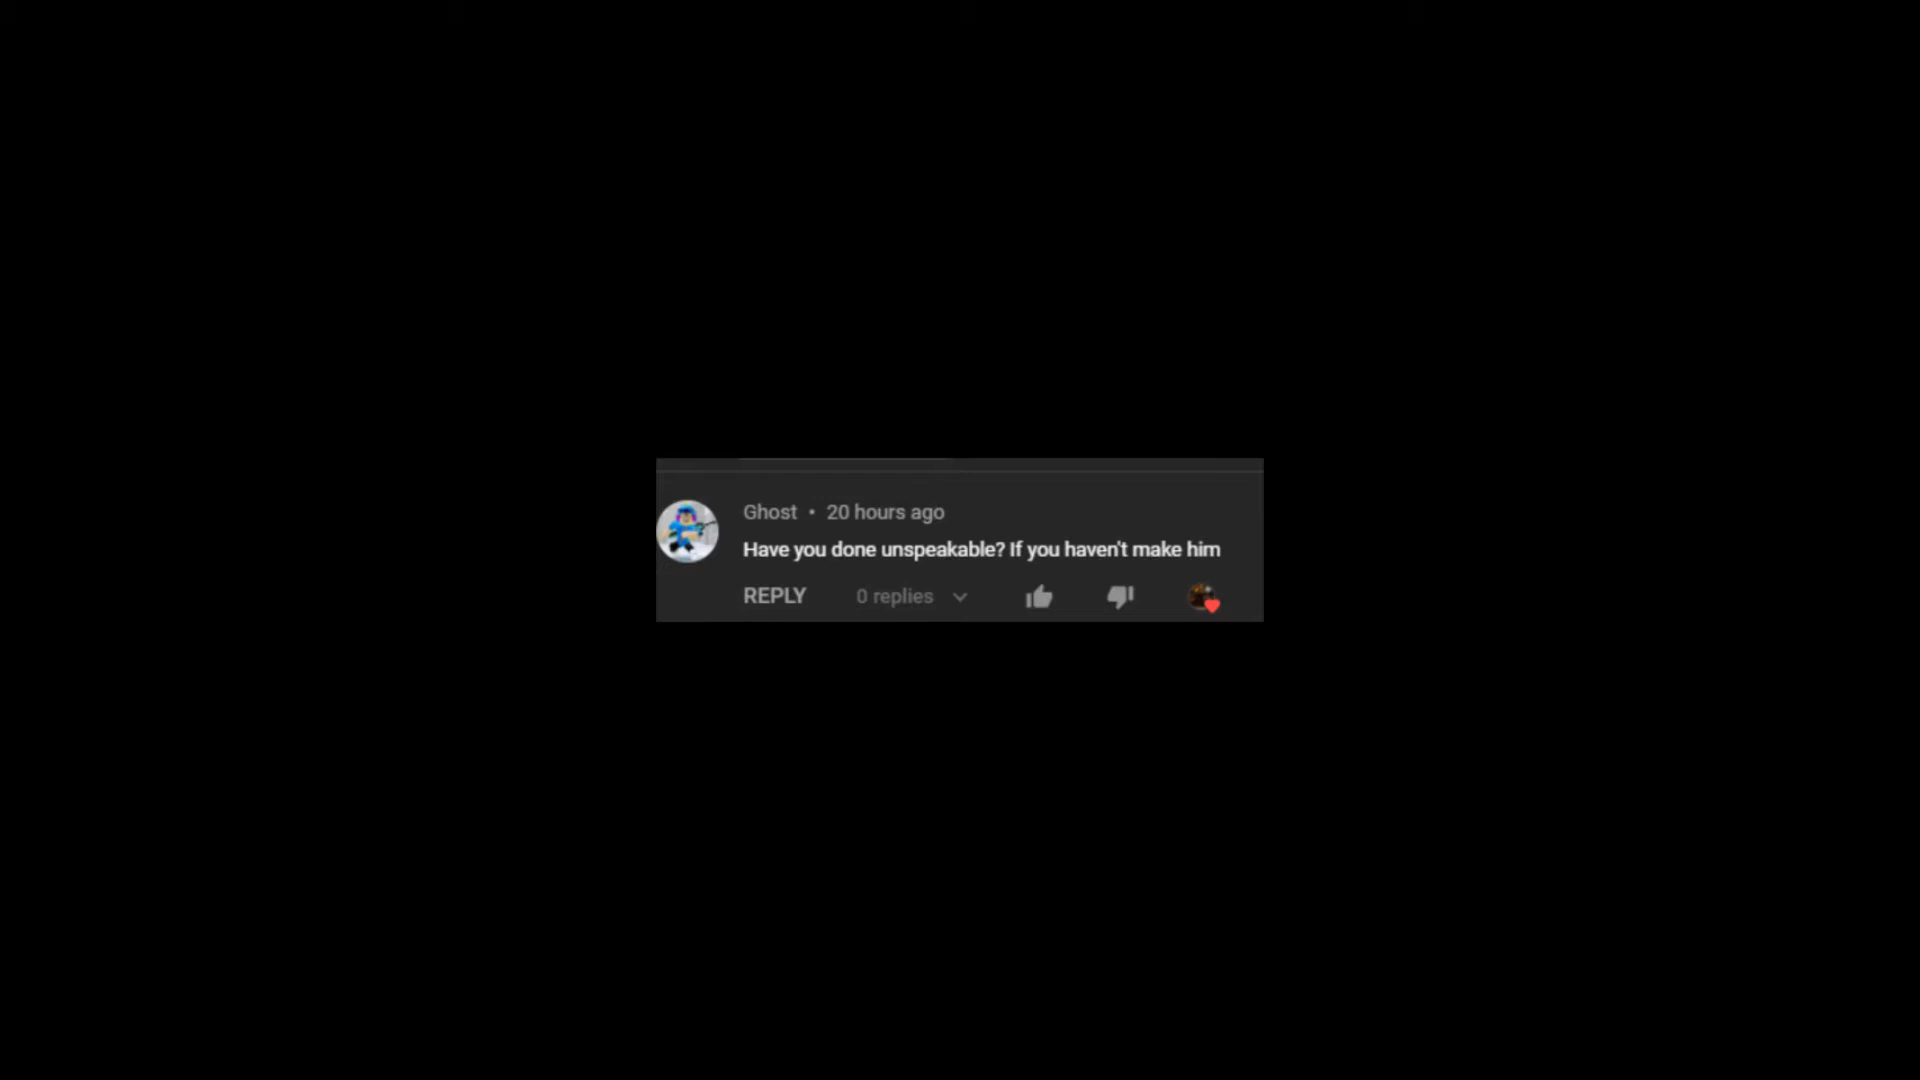 Ghost • 20 hours ago
Have you done unspeakable? If you haven't make him
REPLY 0 replies